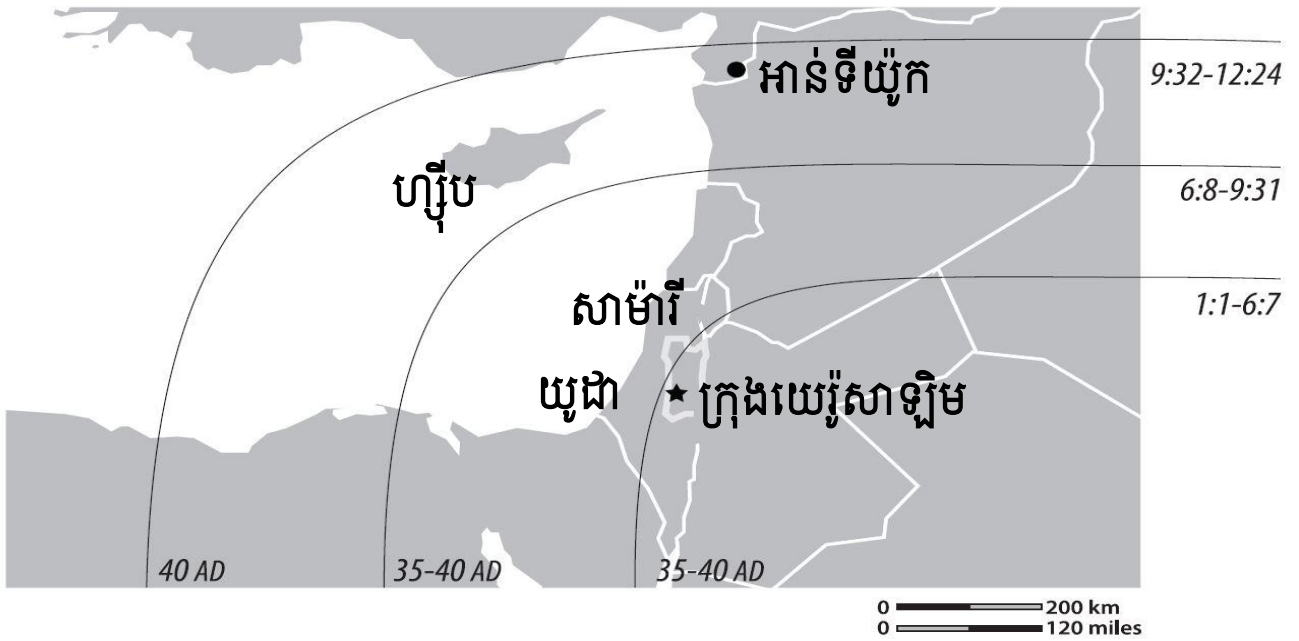 អាន់ទីយ៉ូក
9:32-12:24
ហ្ស៊ីប
6:8-9:31
សាម៉ារី
1:1-6:7
យូដា
ក្រុងយេរ៉ូសាឡិម
40 AD
35-40 AD
35-40 AD
0 200 km
0 120 miles